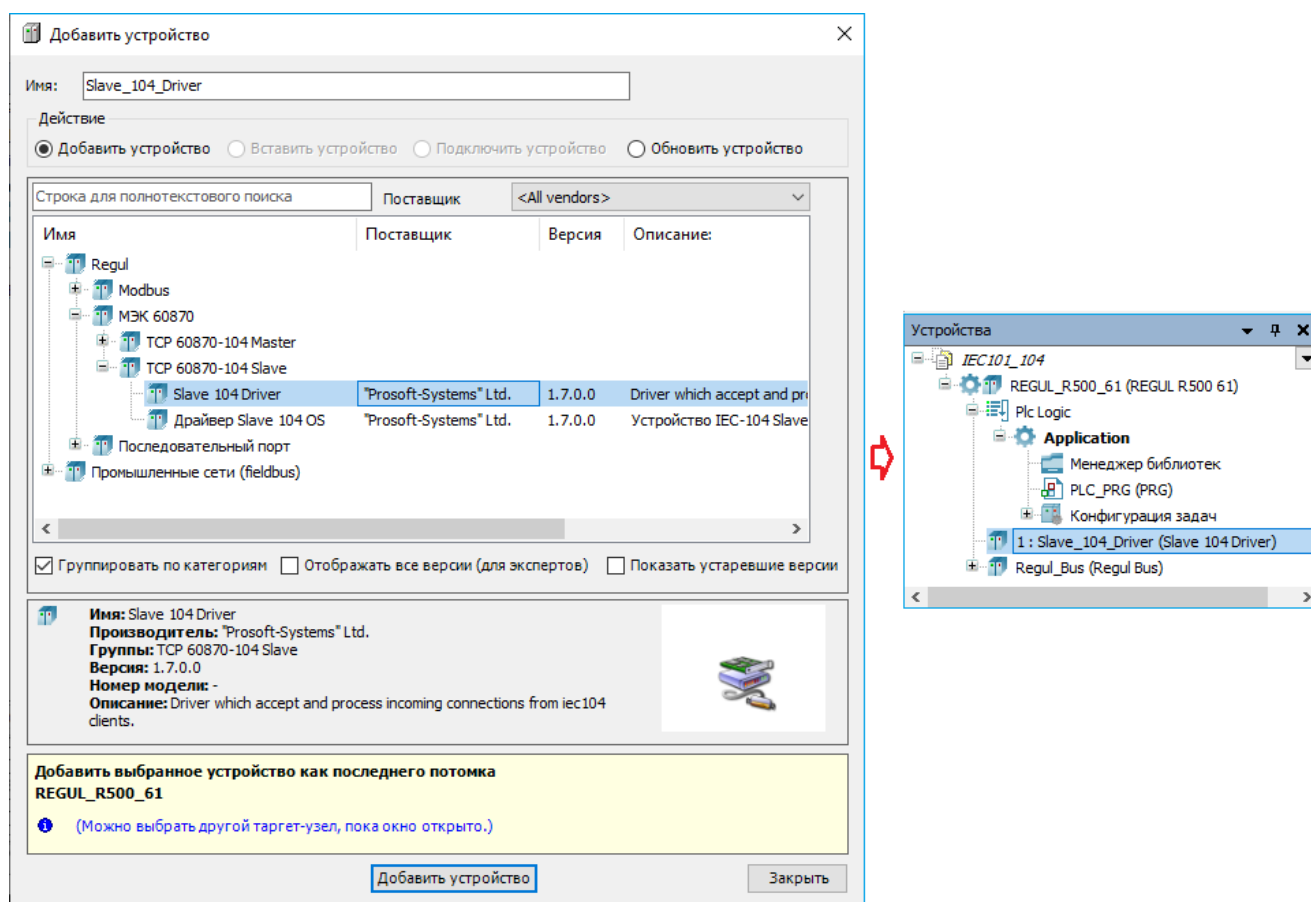 Добавить устройство
Имя: Slave_104_Driver
Действие
Добавить устройство Вставить устройство Подключить устройство Обновить устройство
Строка для полнотекстового поиска Поставщик <All vendors>
Имя Поставщик Версия Описание:
Regul
Modbus
МЭК 60870
TCP 60870-104 Master
TCP 60870-104 Slave
Slave 104 Driver "Prosoft-Systems" Ltd. 1.7.0.0 Driver which accept and pr
Драйвер Slave 104 OS "Prosoft-Systems" Ltd. 1.7.0.0 Устройство IEC-104 Slave
Последовательный порт
Промышленные сети (fieldbus)
Группировать по категориям Отображать все версии (для экспертов) Показать устаревшие версии
Имя: Slave 104 Driver
Производитель: "Prosoft-Systems" Ltd.
Группы: TCP 60870-104 Slave
Версия: 1.7.0.0
Номер модели: -
Описание: Driver which accept and process incoming connections from iec104
clients.
Добавить выбранное устройство как последнего потомка
REGUL_R500_61
(Можно выбрать другой таргет-узел, пока окно открыто.)
Добавить устройство Закрыть
Устройства
IEC101_104
REGUL_R500_61 (REGUL R500 61)
Plc Logic
Application
Менеджер библиотек
PLC_PRG (PRG)
Конфигурация задач
1 : Slave_104_Driver (Slave 104 Driver)
Regul_Bus (Regul Bus)